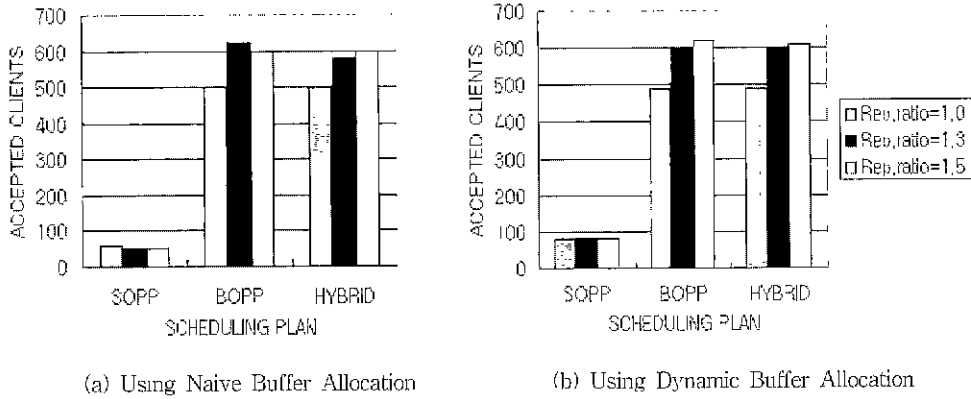 700
600
500
400
300
200
100
0
ACCEPTED CLIENTS
SOPP BOPP HYBRID
SCHEDULING PLAN
(a) Using Naive Buffer Allocation
700
600
500
400
300
200
100
0
ACCEPTED CLIENTS
SOPP BOPP HYBRID
SCHEDULING PLAN
(b) Using Dynamic Buffer Allocation
Rep,ratio=1,0
Rep,ratio=1,3
Rep,ratio=1,5